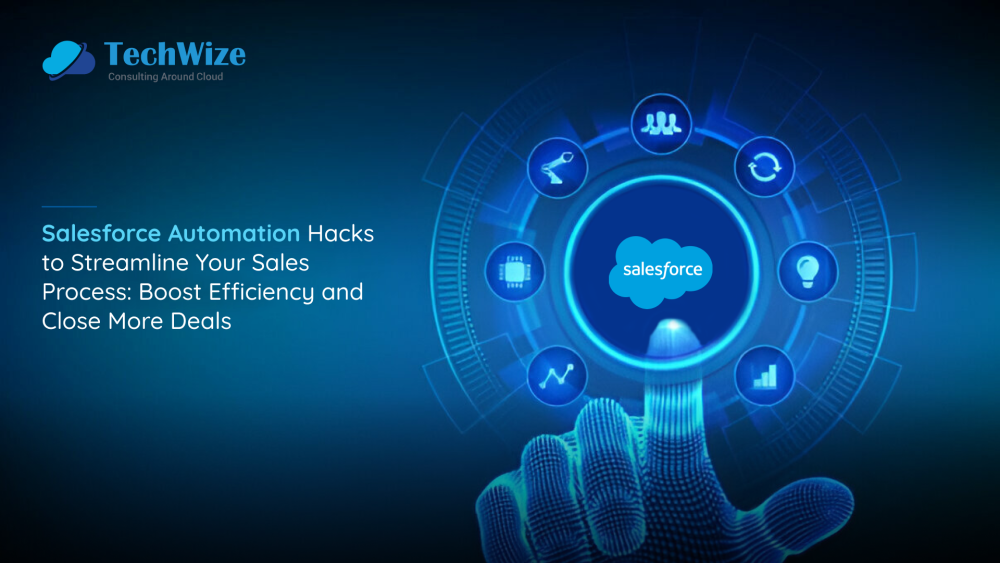 TechWize
Consulting Around Cloud
Salesforce Automation Hacks
to Streamline Your Sales
Process: Boost Efficiency and
Close More Deals
salesforce